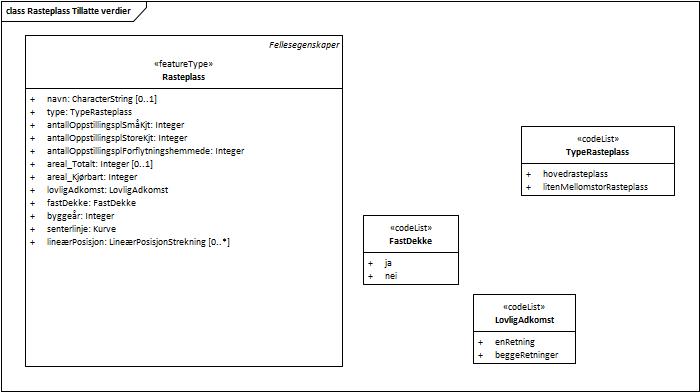 class Rasteplass Tillatte verdier
Fellesegenskaper
«featureType»
Rasteplass
+ navn: CharacterString [0..1]
+ type: TypeRasteplass
+ antallOppstillingsplSmåKjt: Integer
+ antallOppstillingsplStoreKjt: Integer
+ antallOppstillingsplForflytningshemmede: Integer
+ areal_Totalt: Integer [0..1]
+ areal_Kjørbart: Integer
+ lovligAdkomst: LovligAdkomst
+ fastDekke: FastDekke
+ byggeår: Integer
+ senterlinje: Kurve
+ lineærPosisjon: LineærPosisjonStrekning [0..*]
«codeList»
TypeRasteplass
+ hovedrasteplass
+ litenMellomstorRasteplass
«codeList»
FastDekke
+ ja
+ nei
«codeList»
LovligAdkomst
+ enRetning
+ beggeRetninger